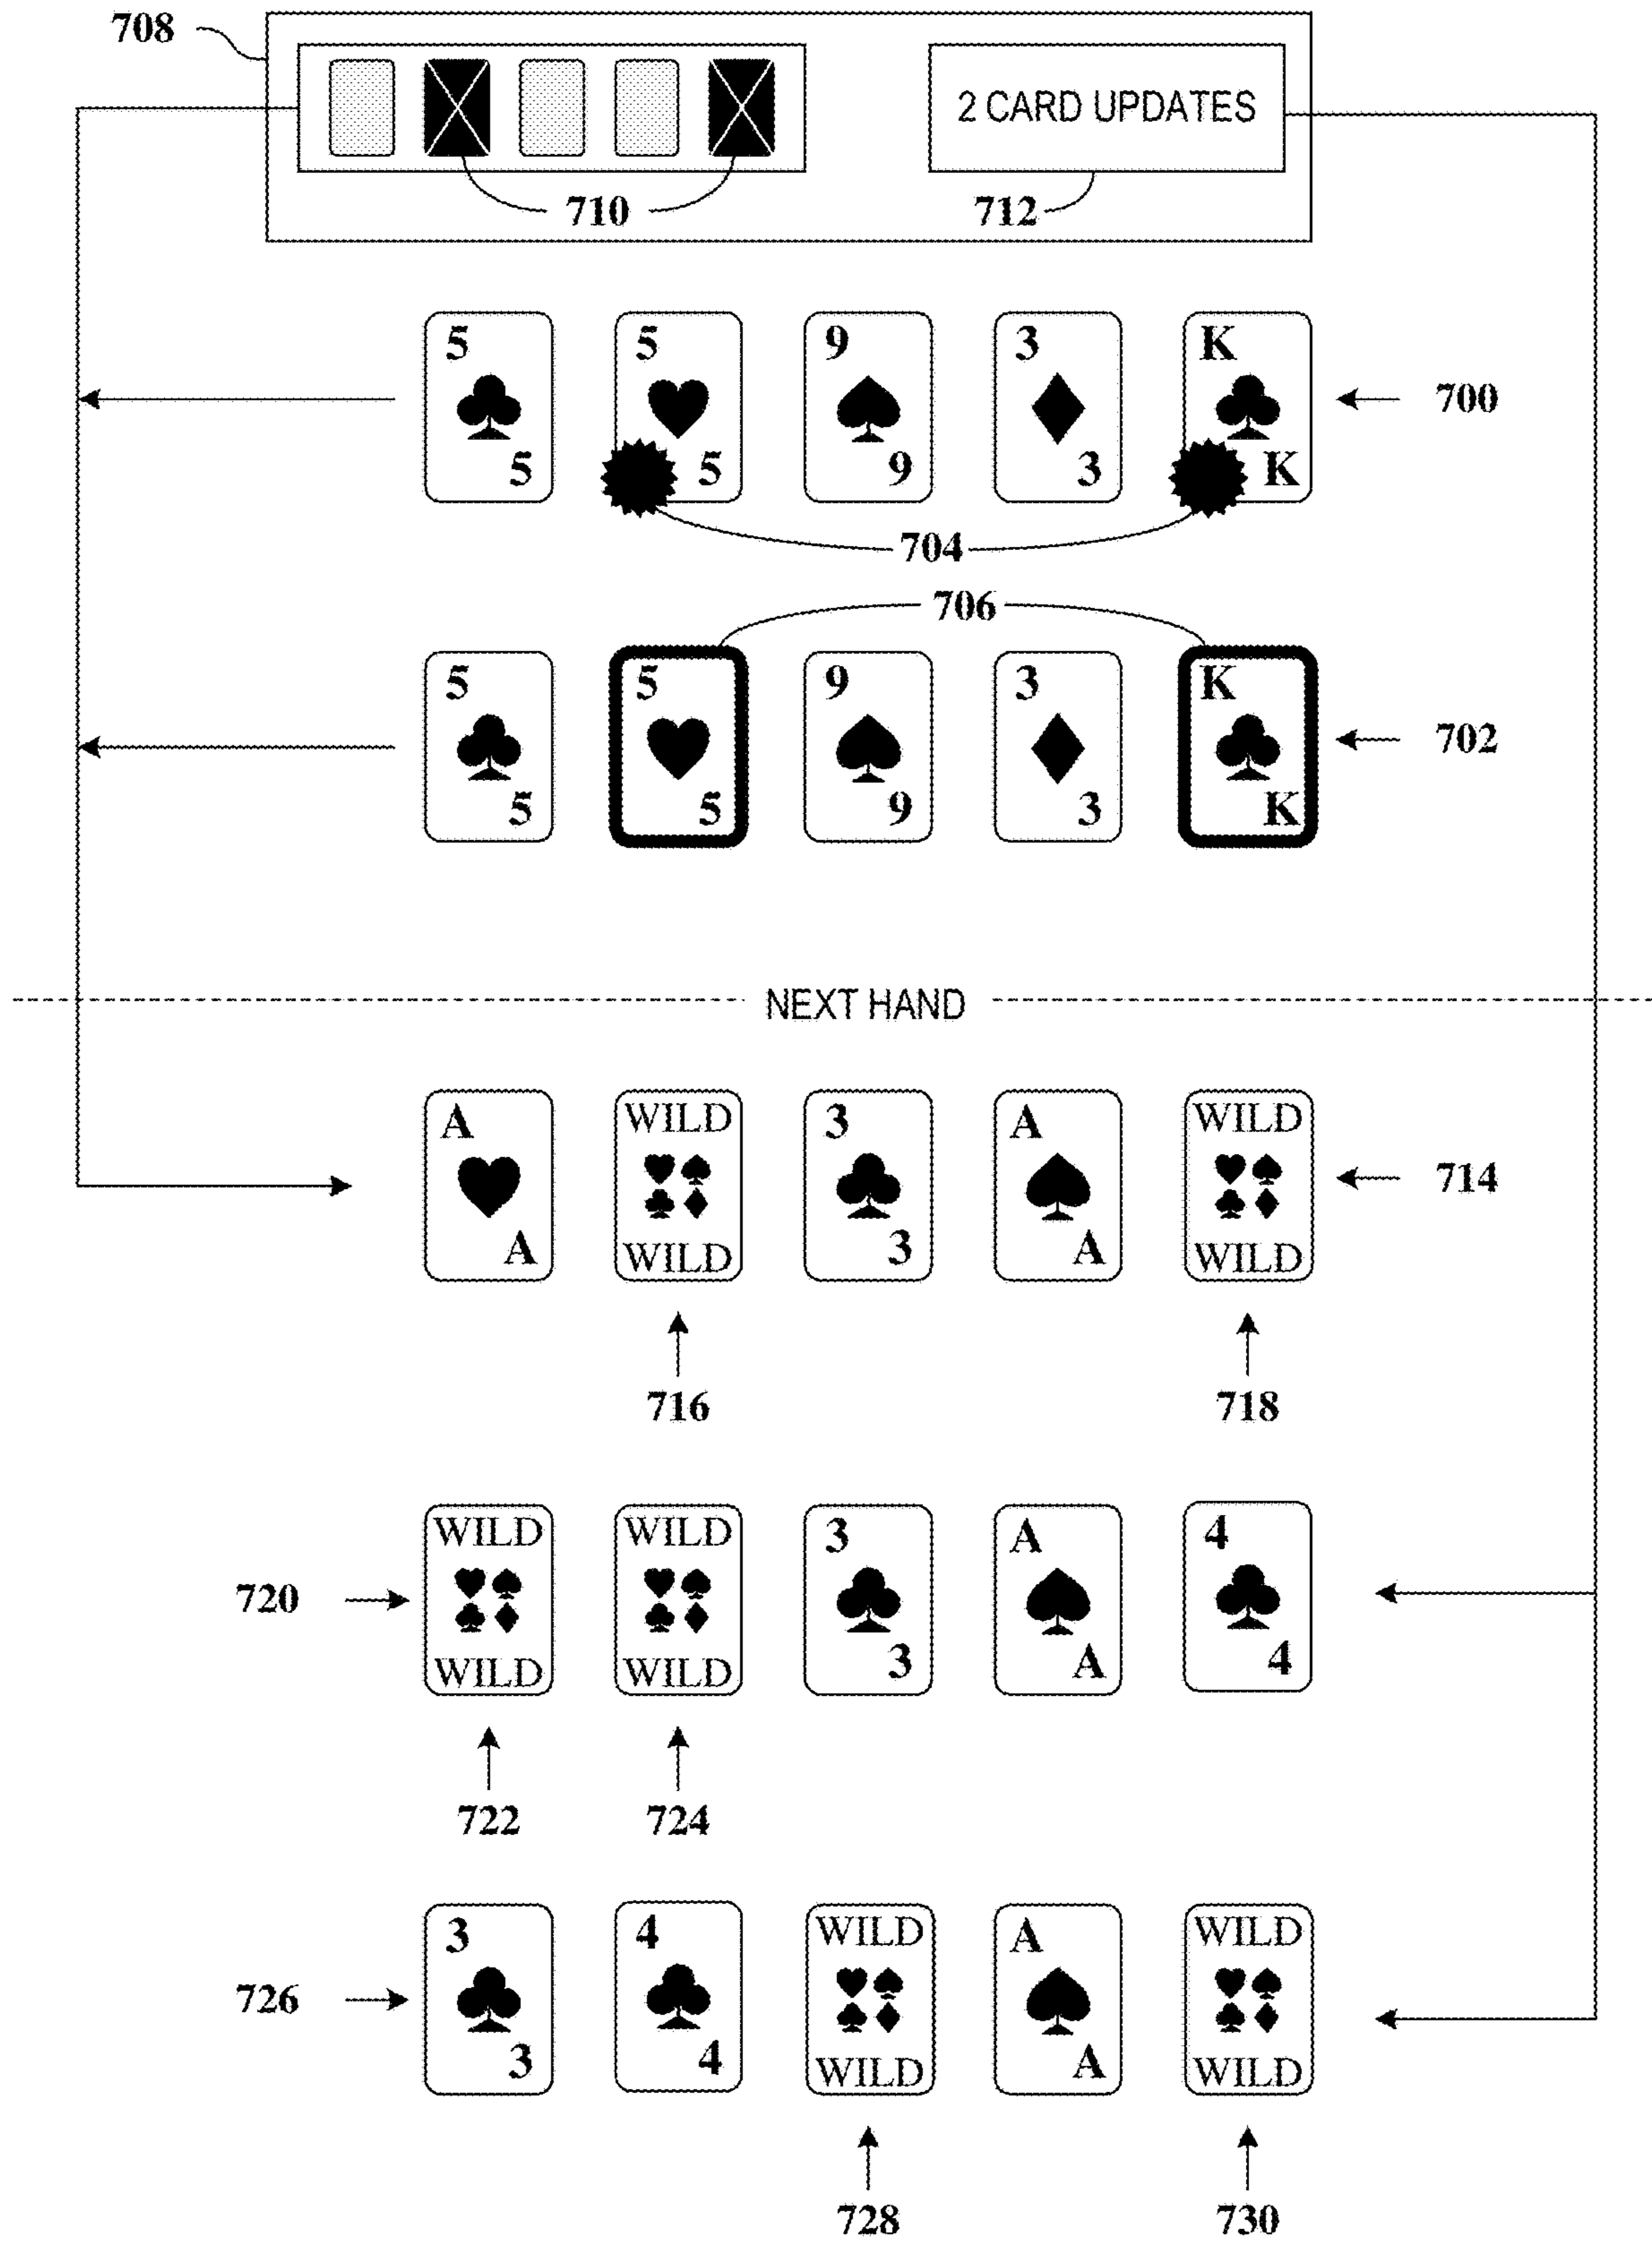 708
2 CARD UPDATES
710 712
5 5 9 3 K
700
5 5 9 3 K
704
706
5 5 9 3 K
702
5 5 9 3 K
NEXT HAND
A WILD 3 A WILD
714
A WILD 3 A WILD
716 718
WILD WILD 3 A 4
720
WILD WILD 3 A 4
722 724
3 4 WILD A WILD
726
3 4 WILD A WILD
728 730